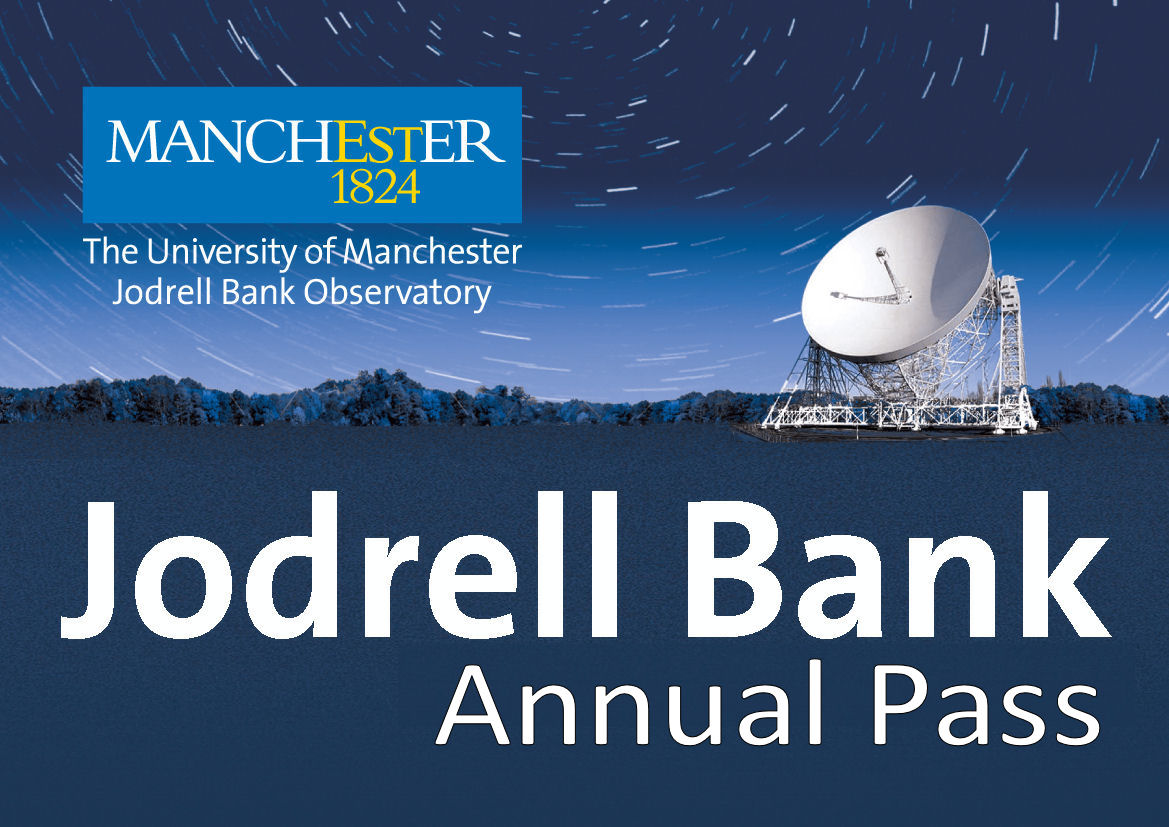 MANCHESTER
1824
The University of Manchester
Jodrell Bank Observatory
Jodrell Bank
Annual Pass